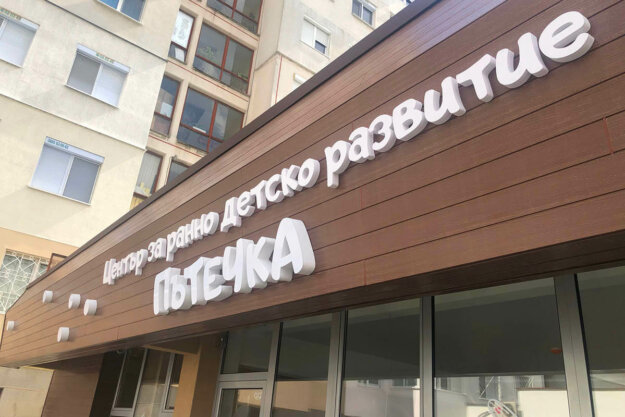 Център за ранно детско развитие
ПътечкА